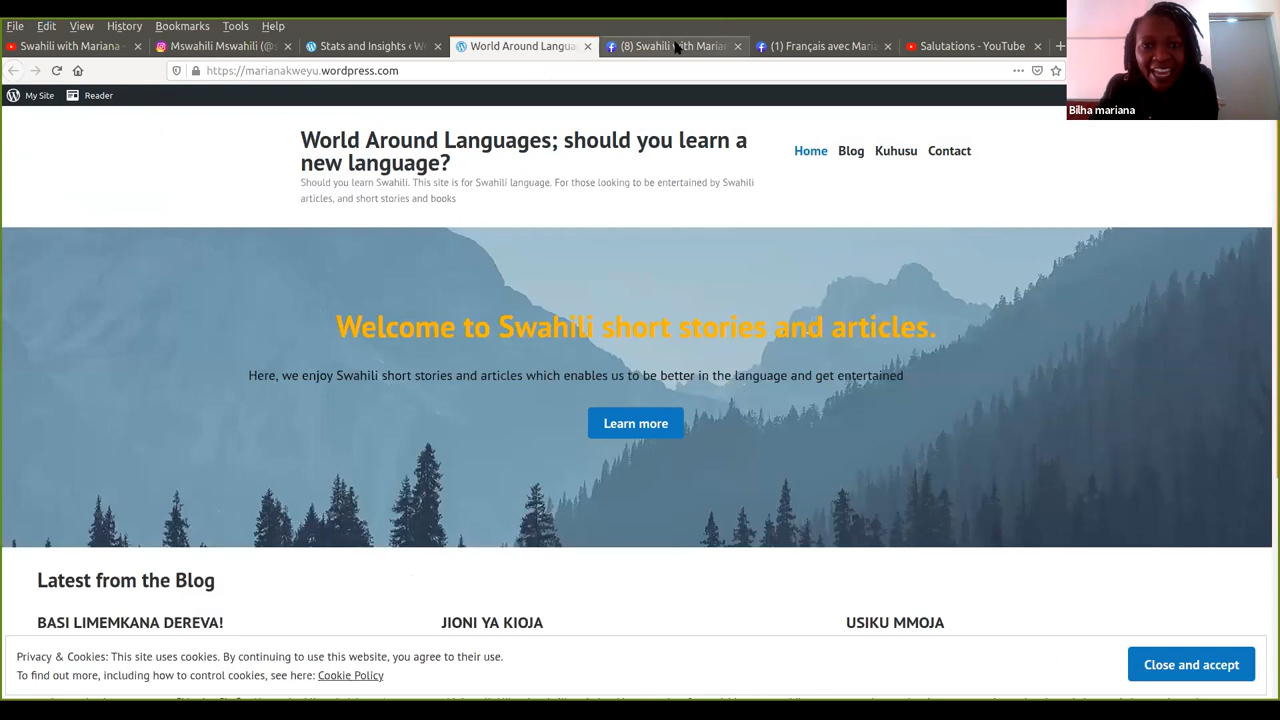 File Edit View History Bookmarks Tools Help
Swahili with Mariana -
Mswahili Mswahili (@s
Stats and Insights ‹ W
World Around Langua
(8) Swahili With Maria
(1) Français avec Maria
Salutations - YouTube
https://marianakweyu.wordpress.com
My Site Reader
Bilha mariana
World Around Languages; should you learn a
new language?
Should you learn Swahili. This site is for Swahili language. For those looking to be entertained by Swahili
articles, and short stories and books
Home Blog Kuhusu Contact
Welcome to Swahili short stories and articles.
Here, we enjoy Swahili short stories and articles which enables us to be better in the language and get entertained
Learn more
Latest from the Blog
BASI LIMEMKANA DEREVA! JIONI YA KIOJA USIKU MMOJA
Privacy & Cookies: This site uses cookies. By continuing to use this website, you agree to their use.
To find out more, including how to control cookies, see here: Cookie Policy
Close and accept